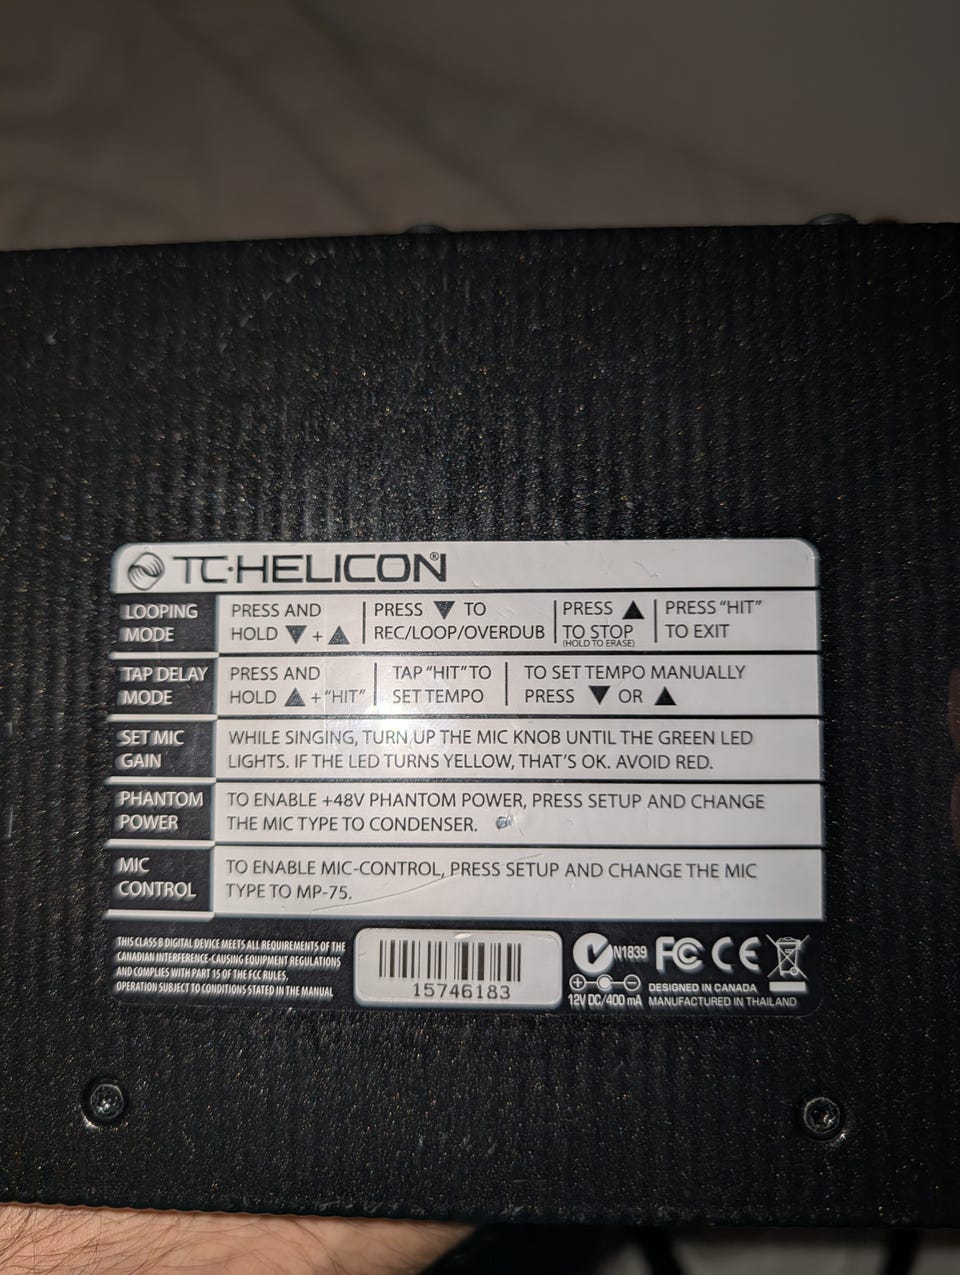 TC·HELICON®
LOOPING MODE
PRESS AND HOLD ▼ + ▲
PRESS ▼ TO REC/LOOP/OVERDUB
PRESS ▲ TO STOP (HOLD TO ERASE)
PRESS "HIT" TO EXIT
TAP DELAY MODE
PRESS AND HOLD ▲ + "HIT"
TAP "HIT" TO SET TEMPO
TO SET TEMPO MANUALLY PRESS ▼ OR ▲
SET MIC GAIN
WHILE SINGING, TURN UP THE MIC KNOB UNTIL THE GREEN LED
LIGHTS. IF THE LED TURNS YELLOW, THAT'S OK. AVOID RED.
PHANTOM POWER
TO ENABLE +48V PHANTOM POWER, PRESS SETUP AND CHANGE
THE MIC TYPE TO CONDENSER.
MIC CONTROL
TO ENABLE MIC-CONTROL, PRESS SETUP AND CHANGE THE MIC
TYPE TO MP-75.
THIS CLASS B DIGITAL DEVICE MEETS ALL REQUIREMENTS OF THE
CANADIAN INTERFERENCE-CAUSING EQUIPMENT REGULATIONS
AND COMPLIES WITH PART 15 OF THE FCC RULES.
OPERATION SUBJECT TO CONDITIONS STATED IN THE MANUAL
15746183
N1839 FC CE
12V DC/400 mA
DESIGNED IN CANADA
MANUFACTURED IN THAILAND